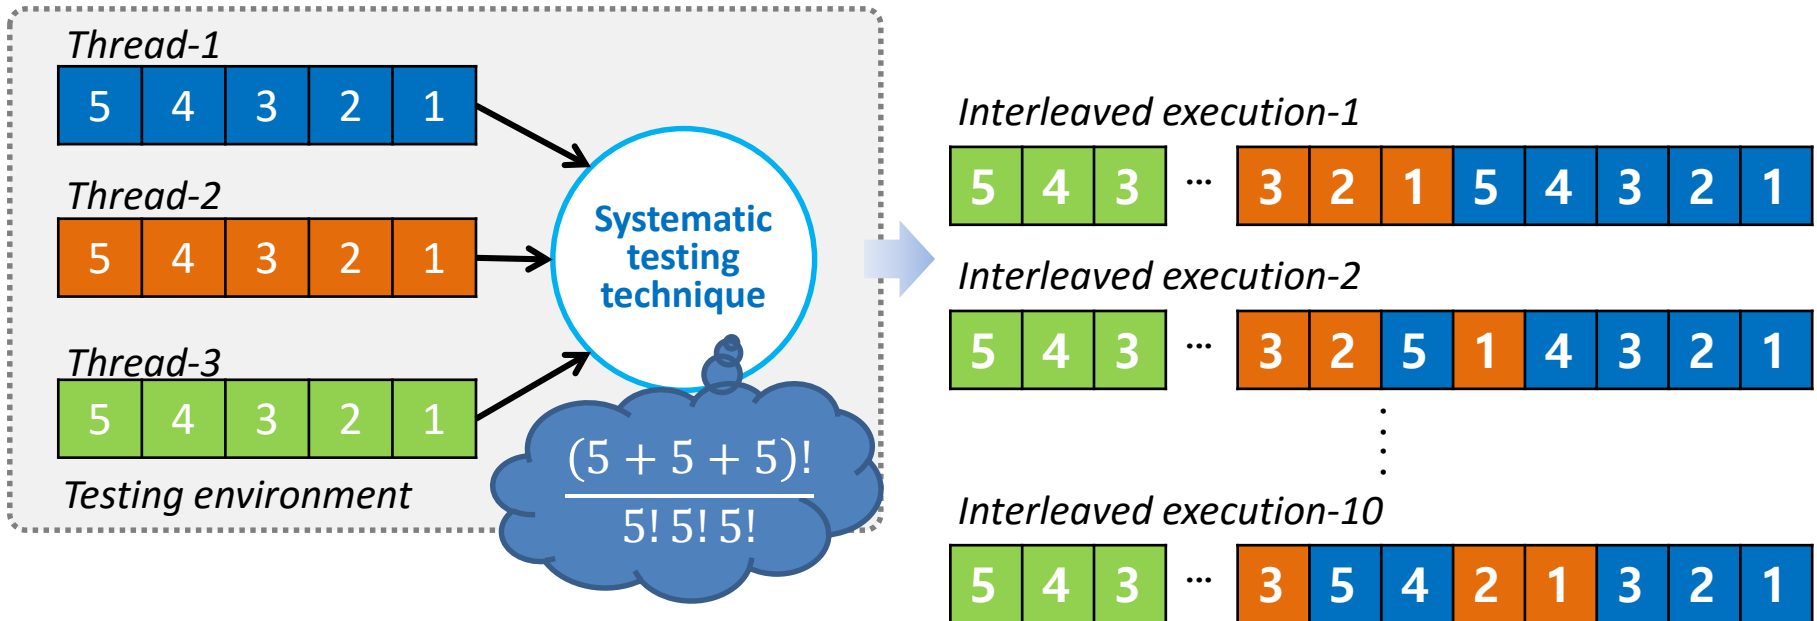 Thread-1
5 4 3 2 1
Thread-2
5 4 3 2 1
Thread-3
5 4 3 2 1
Testing environment
Systematic
testing
technique
(5 + 5 + 5)!
5! 5! 5!
Interleaved execution-1
5 4 3 ... 3 2 1 5 4 3 2 1
Interleaved execution-2
5 4 3 ... 3 2 5 1 4 3 2 1
Interleaved execution-10
5 4 3 ... 3 5 4 2 1 3 2 1